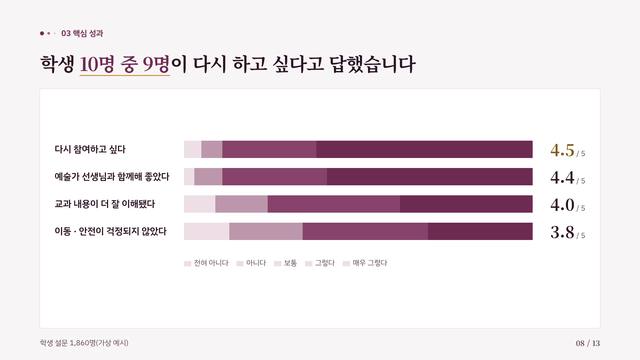 03 핵심 성과
학생 10명 중 9명이 다시 하고 싶다고 답했습니다
다시 참여하고 싶다 4.5 / 5
예술가 선생님과 함께해 좋았다 4.4 / 5
교과 내용이 더 잘 이해됐다 4.0 / 5
이동 · 안전이 걱정되지 않았다 3.8 / 5
전혀 아니다 아니다 보통 그렇다 매우 그렇다
학생 설문 1,860명(가상 예시) 08 / 13